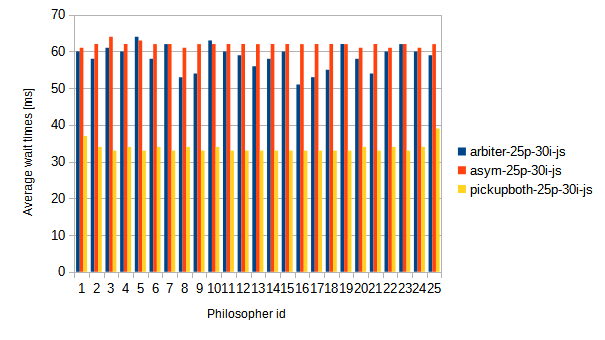 70
60
50
40
30
20
10
0
Average wait times [ms]
1 2 3 4 5 6 7 8 9 10 11 12 13 14 15 16 17 18 19 20 21 22 23 24 25
Philosopher id
arbiter-25p-30i-js
asym-25p-30i-js
pickupboth-25p-30i-js